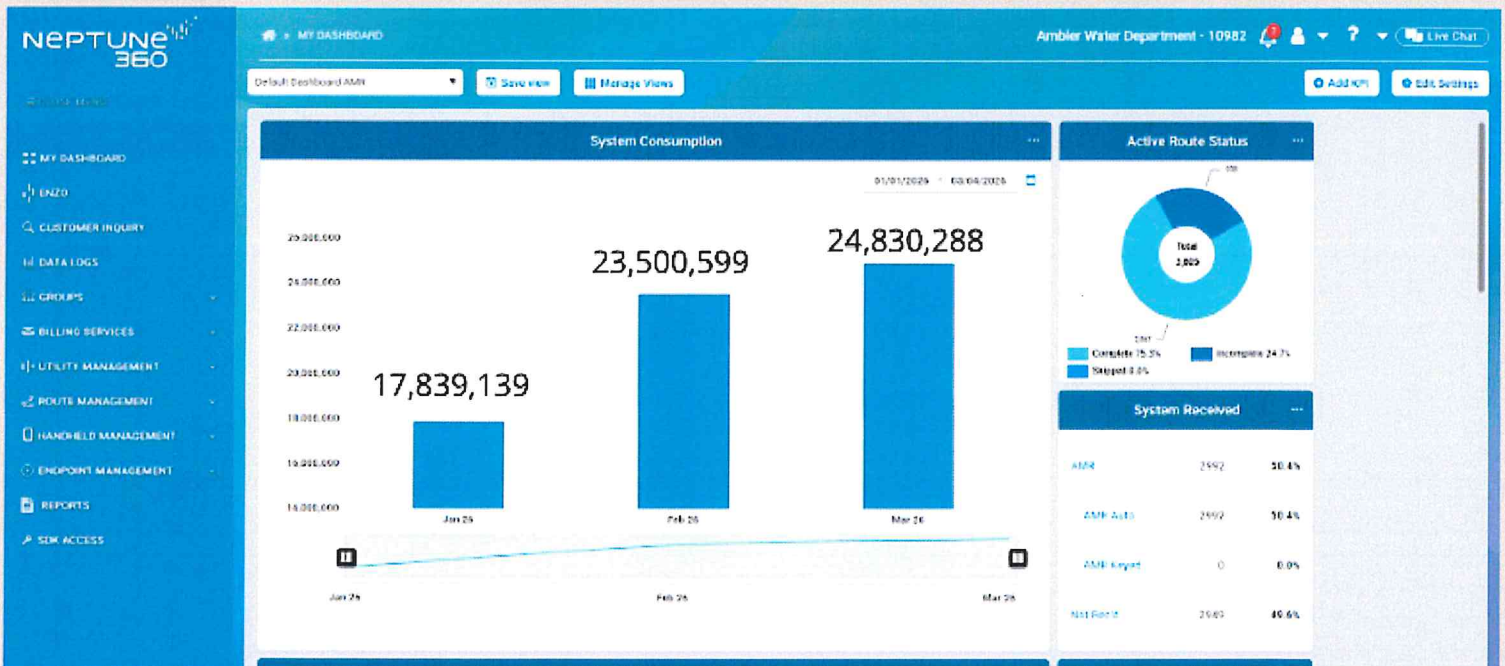 NEPTUNE
360
MY DASHBOARD
Ambler Water Department - 10982
?
Live Chat
Default Dashboard AMR
Save view
Manage Views
Add KPI
Edit Settings
MY DASHBOARD
ENZO
CUSTOMER INQUIRY
DATA LOGS
GROUPS
BILLING SERVICES
UTILITY MANAGEMENT
ROUTE MANAGEMENT
HANDHELD MANAGEMENT
ENDPOINT MANAGEMENT
REPORTS
SDK ACCESS
System Consumption
...
01/01/2026 - 03/04/2026
26,000,000
24,000,000
22,000,000
20,000,000
18,000,000
16,000,000
17,839,139
23,500,599
24,830,288
Jan 26
Feb 26
Mar 26
Jan 26
Feb 26
Mar 26
Active Route Status
...
Total
Complete 75.3%
Incomplete 24.7%
Skipped 0.0%
System Received
...
AMR 2992 50.4%
AMR Auto 2992 50.4%
AMR Keyed 0 0.0%
49.6%